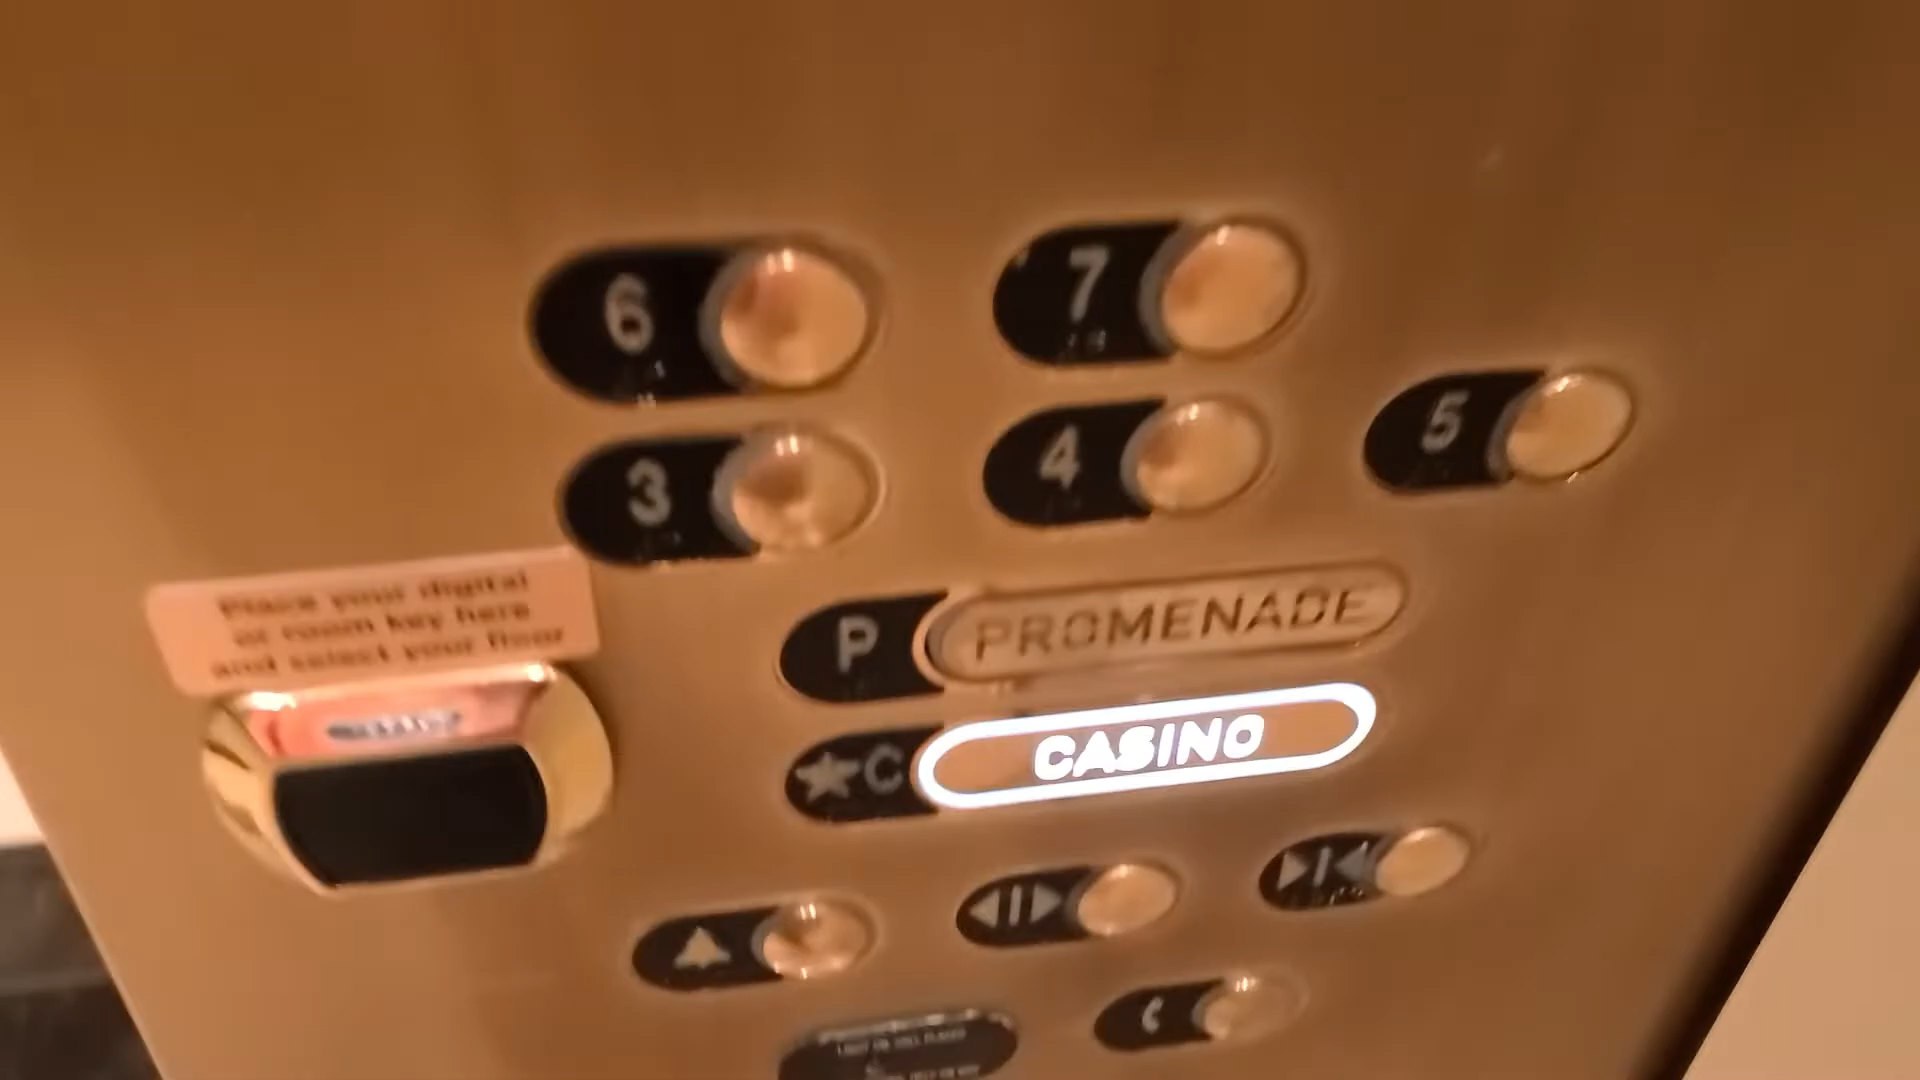 6
7
3
4
5
Place your digital
or room key here
and select your floor
P PROMENADE
★C CASINO